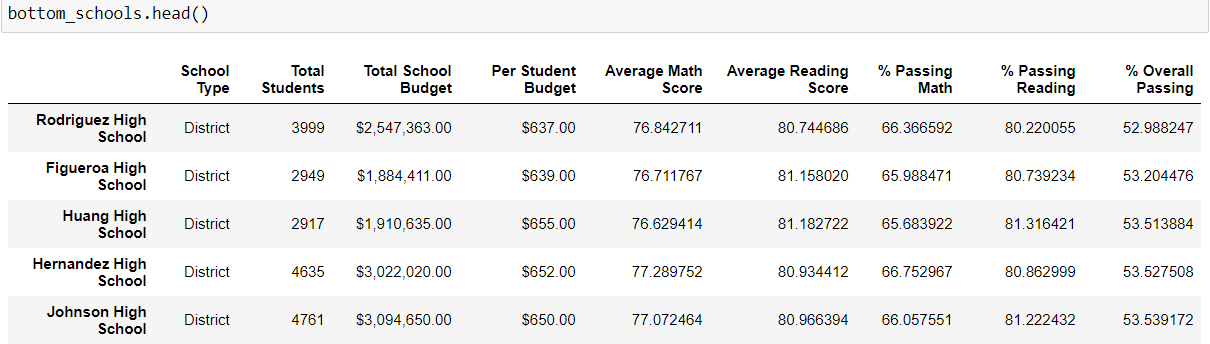 bottom_schools.head()
School Type Total Students Total School Budget Per Student Budget Average Math Score Average Reading Score % Passing Math % Passing Reading % Overall Passing
Rodriguez High School District 3999 $2,547,363.00 $637.00 76.842711 80.744686 66.366592 80.220055 52.988247
Figueroa High School District 2949 $1,884,411.00 $639.00 76.711767 81.158020 65.988471 80.739234 53.204476
Huang High School District 2917 $1,910,635.00 $655.00 76.629414 81.182722 65.683922 81.316421 53.513884
Hernandez High School District 4635 $3,022,020.00 $652.00 77.289752 80.934412 66.752967 80.862999 53.527508
Johnson High School District 4761 $3,094,650.00 $650.00 77.072464 80.966394 66.057551 81.222432 53.539172